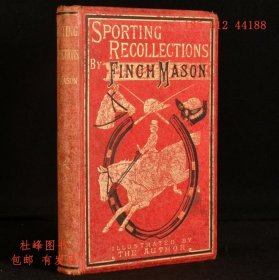 SPORTING
RECOLLECTIONS
BY
FINCH MASON
ILLUSTRATED BY
THE AUTHOR
MASON
12 44188
杜峰图书
包邮 有发